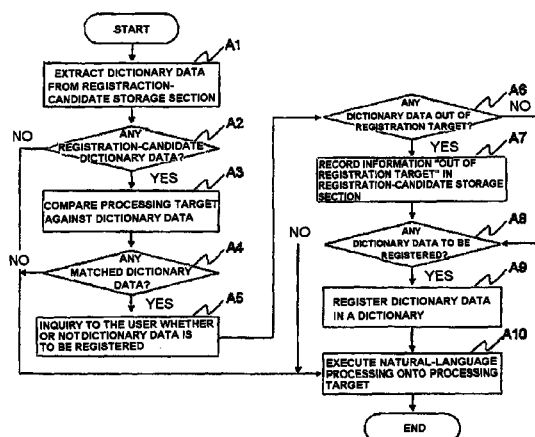 START
A1
EXTRACT DICTIONARY DATA
FROM REGISTRACTION-
CANDIDATE STORAGE SECTION
A2
NO
ANY
REGISTRATION-CANDIDATE
DICTIONARY DATA?
YES
A3
COMPARE PROCESSING TARGET
AGAINST DICTIONARY DATA
A4
NO
ANY
MATCHED DICTIONARY
DATA?
YES
A5
INQUIRY TO THE USER WHETHER
OR NOT DICTIONARY DATA IS
TO BE REGISTERED
A6
ANY
DICTIONARY DATA OUT OF
REGISTRATION TARGET?
NO
YES
A7
RECORD INFORMATION "OUT OF
REGISTRATION TARGET" IN
REGISTRATION-CANDIDATE STORAGE
SECTION
A8
NO
ANY
DICTIONARY DATA TO BE
REGISTERED?
YES
A9
REGISTER DICTIONARY DATA
IN A DICTIONARY
A10
EXECUTE NATURAL-LANGUAGE
PROCESSING ONTO PROCESSING
TARGET
END